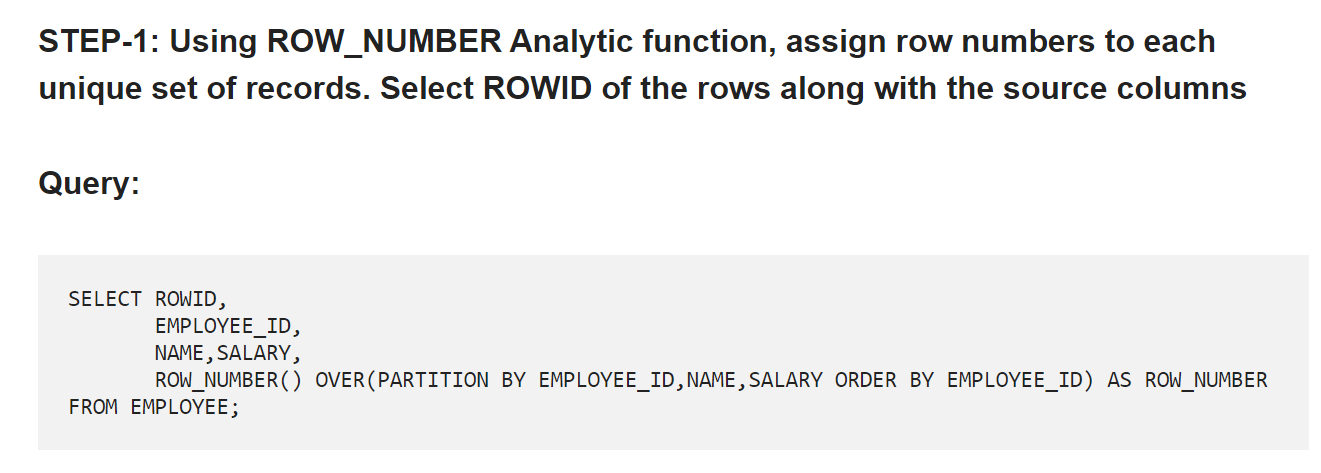 STEP-1: Using ROW_NUMBER Analytic function, assign row numbers to each
unique set of records. Select ROWID of the rows along with the source columns
Query:
SELECT ROWID,
       EMPLOYEE_ID,
       NAME,SALARY,
       ROW_NUMBER() OVER(PARTITION BY EMPLOYEE_ID,NAME,SALARY ORDER BY EMPLOYEE_ID) AS ROW_NUMBER
FROM EMPLOYEE;